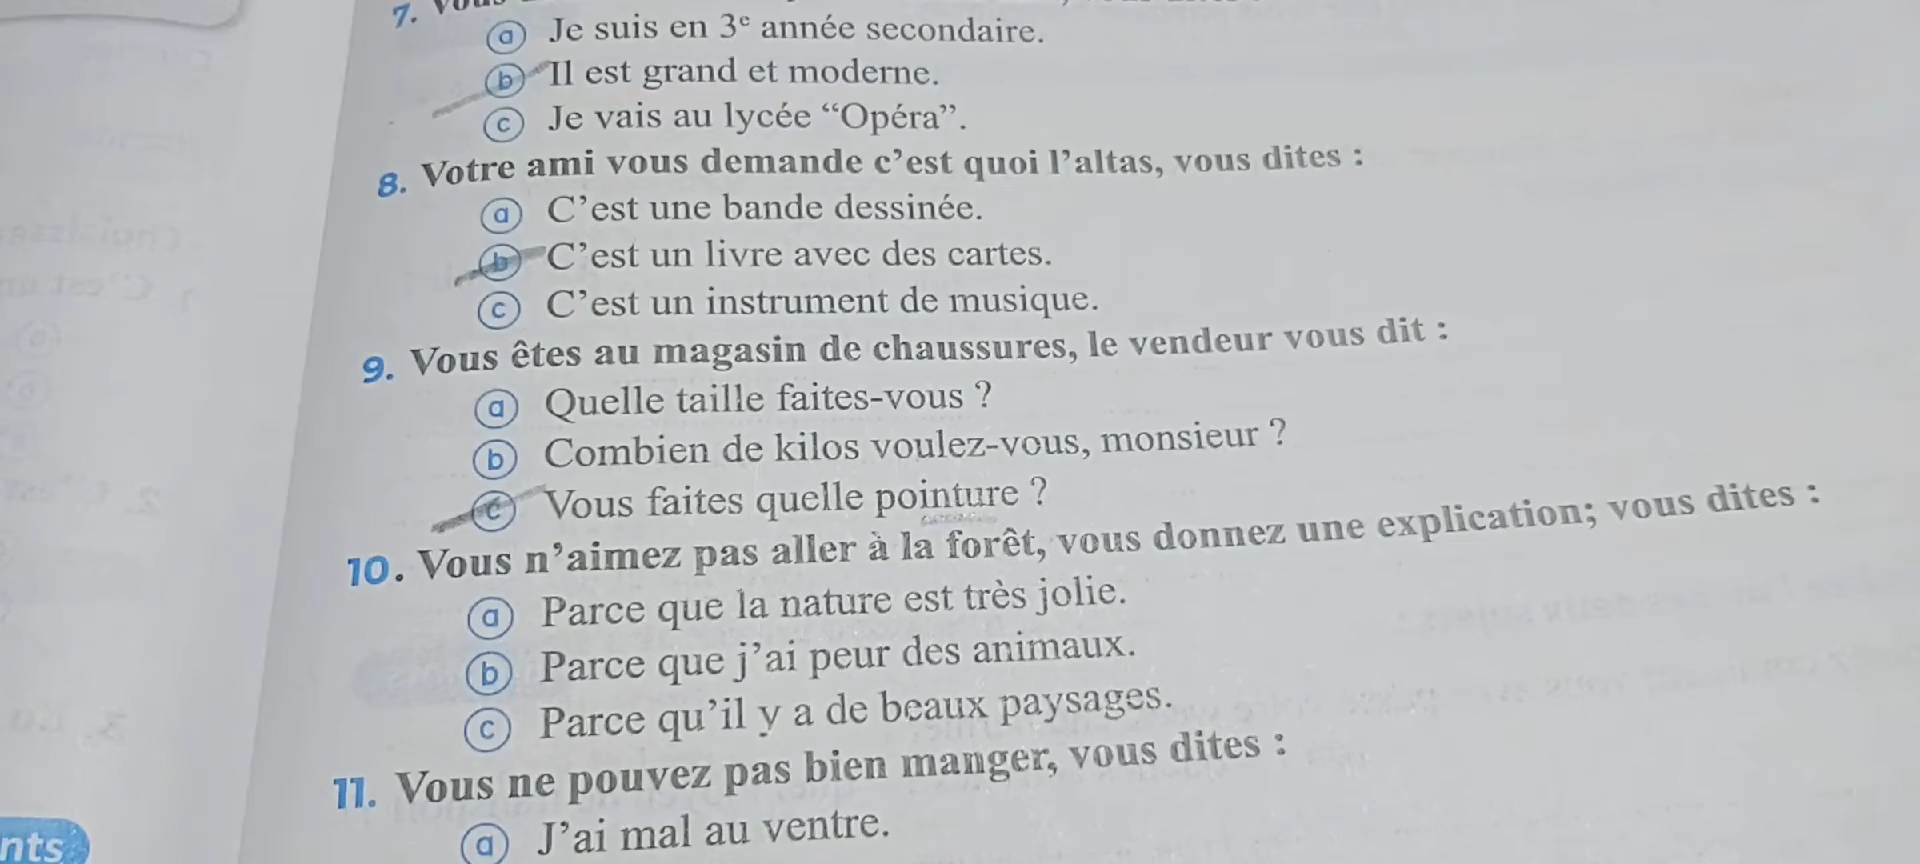 7.
a Je suis en 3e année secondaire.
b Il est grand et moderne.
c Je vais au lycée “Opéra”.
8. Votre ami vous demande c’est quoi l’altas, vous dites :
a C’est une bande dessinée.
b C’est un livre avec des cartes.
c C’est un instrument de musique.
9. Vous êtes au magasin de chaussures, le vendeur vous dit :
a Quelle taille faites-vous ?
b Combien de kilos voulez-vous, monsieur ?
c Vous faites quelle pointure ?
10. Vous n’aimez pas aller à la forêt, vous donnez une explication; vous dites :
a Parce que la nature est très jolie.
b Parce que j’ai peur des animaux.
c Parce qu’il y a de beaux paysages.
11. Vous ne pouvez pas bien manger, vous dites :
a J’ai mal au ventre.
nts